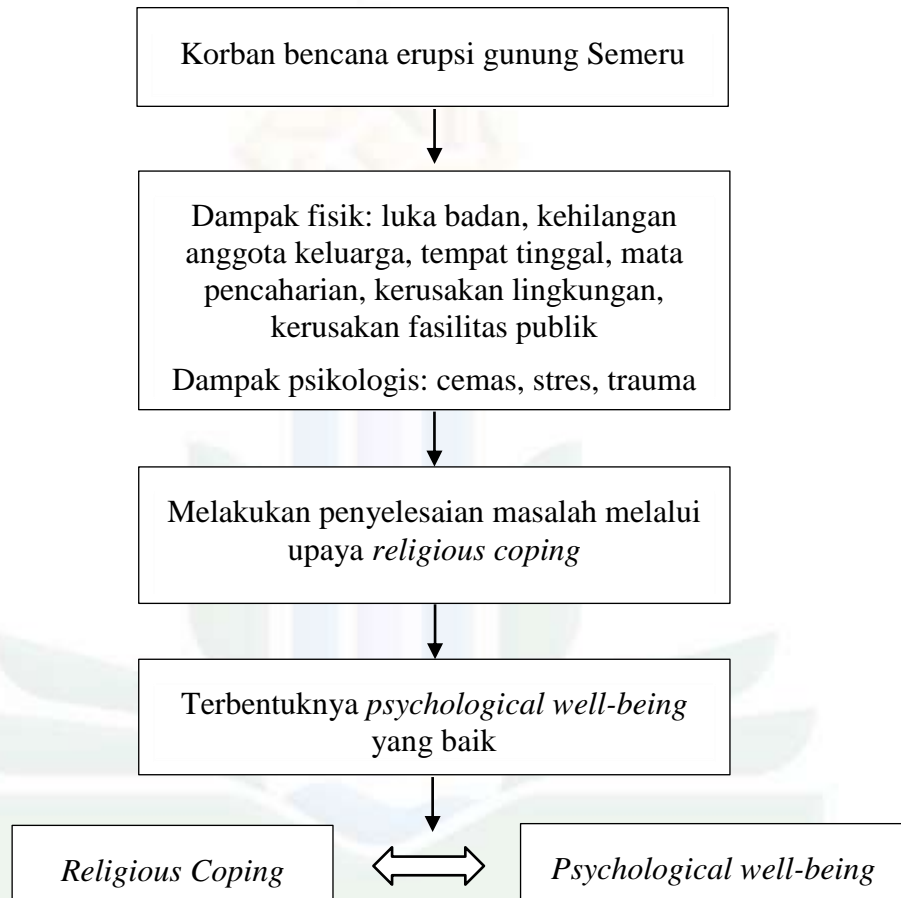 Korban bencana erupsi gunung Semeru
Dampak fisik: luka badan, kehilangan
anggota keluarga, tempat tinggal, mata
pencaharian, kerusakan lingkungan,
kerusakan fasilitas publik
Dampak psikologis: cemas, stres, trauma
Melakukan penyelesaian masalah melalui
upaya religious coping
Terbentuknya psychological well-being
yang baik
Religious Coping
Psychological well-being